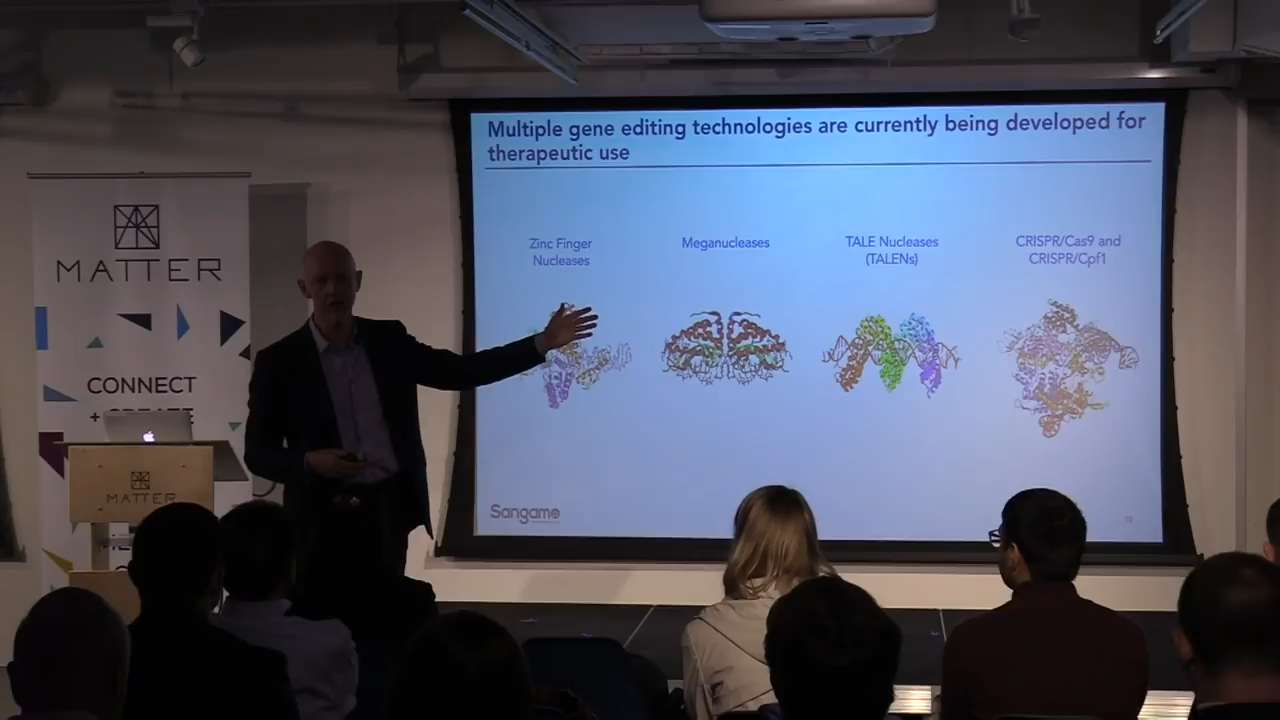 Multiple gene editing technologies are currently being developed for
therapeutic use
Zinc Finger
Nucleases
Meganucleases
TALE Nucleases
(TALENs)
CRISPR/Cas9 and
CRISPR/Cpf1
Sangamo
MATTER
CONNECT
+ CREATE
MATTER